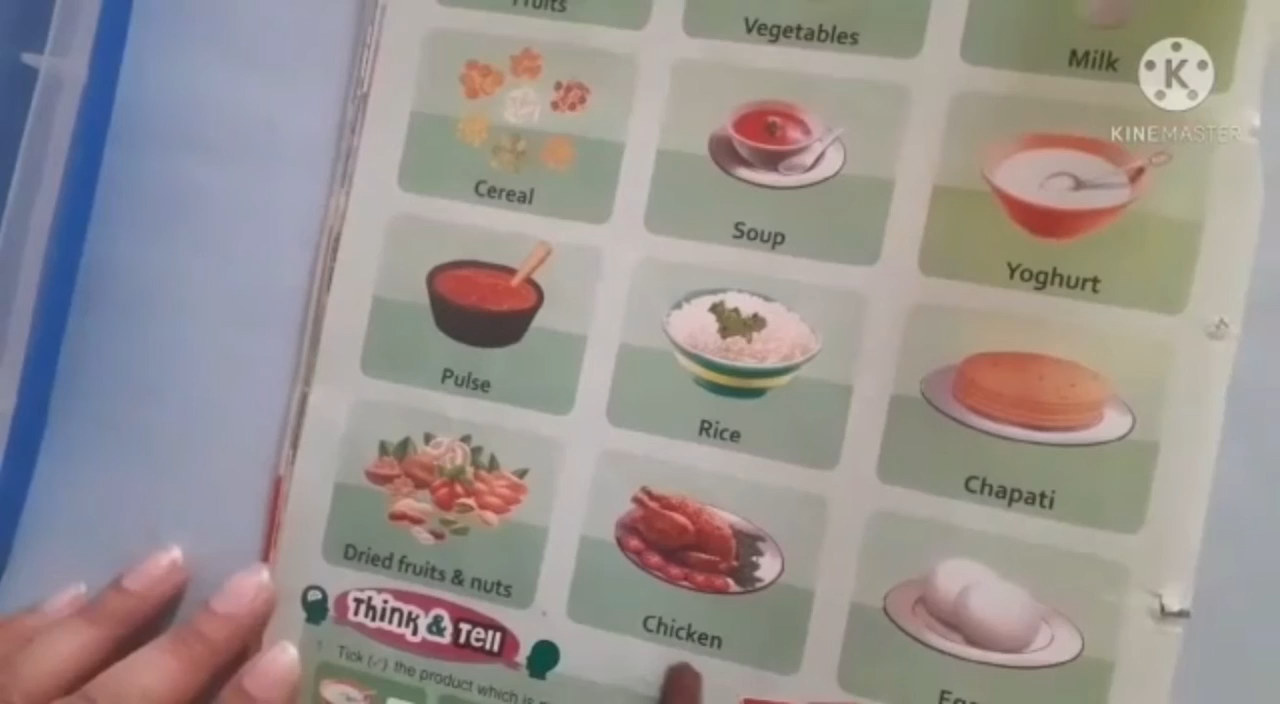 Fruits
Vegetables
Milk
K
KINEMASTER
Cereal
Soup
Yoghurt
Pulse
Rice
Chapati
Dried fruits & nuts
Chicken
Think & Tell
Tick (✓) the product which is